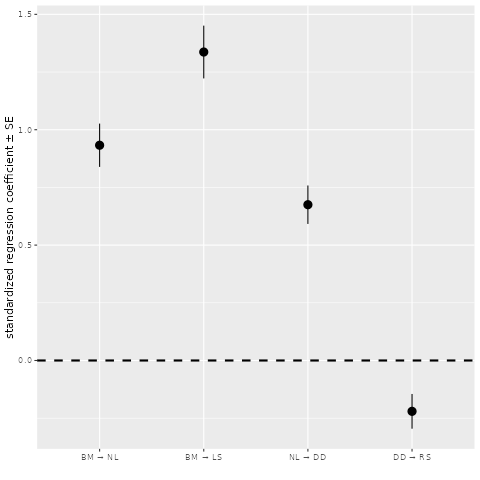 standardized regression coefficient ± SE
1.5
1.0
0.5
0.0
BM → NL
BM → LS
NL → DD
DD → RS